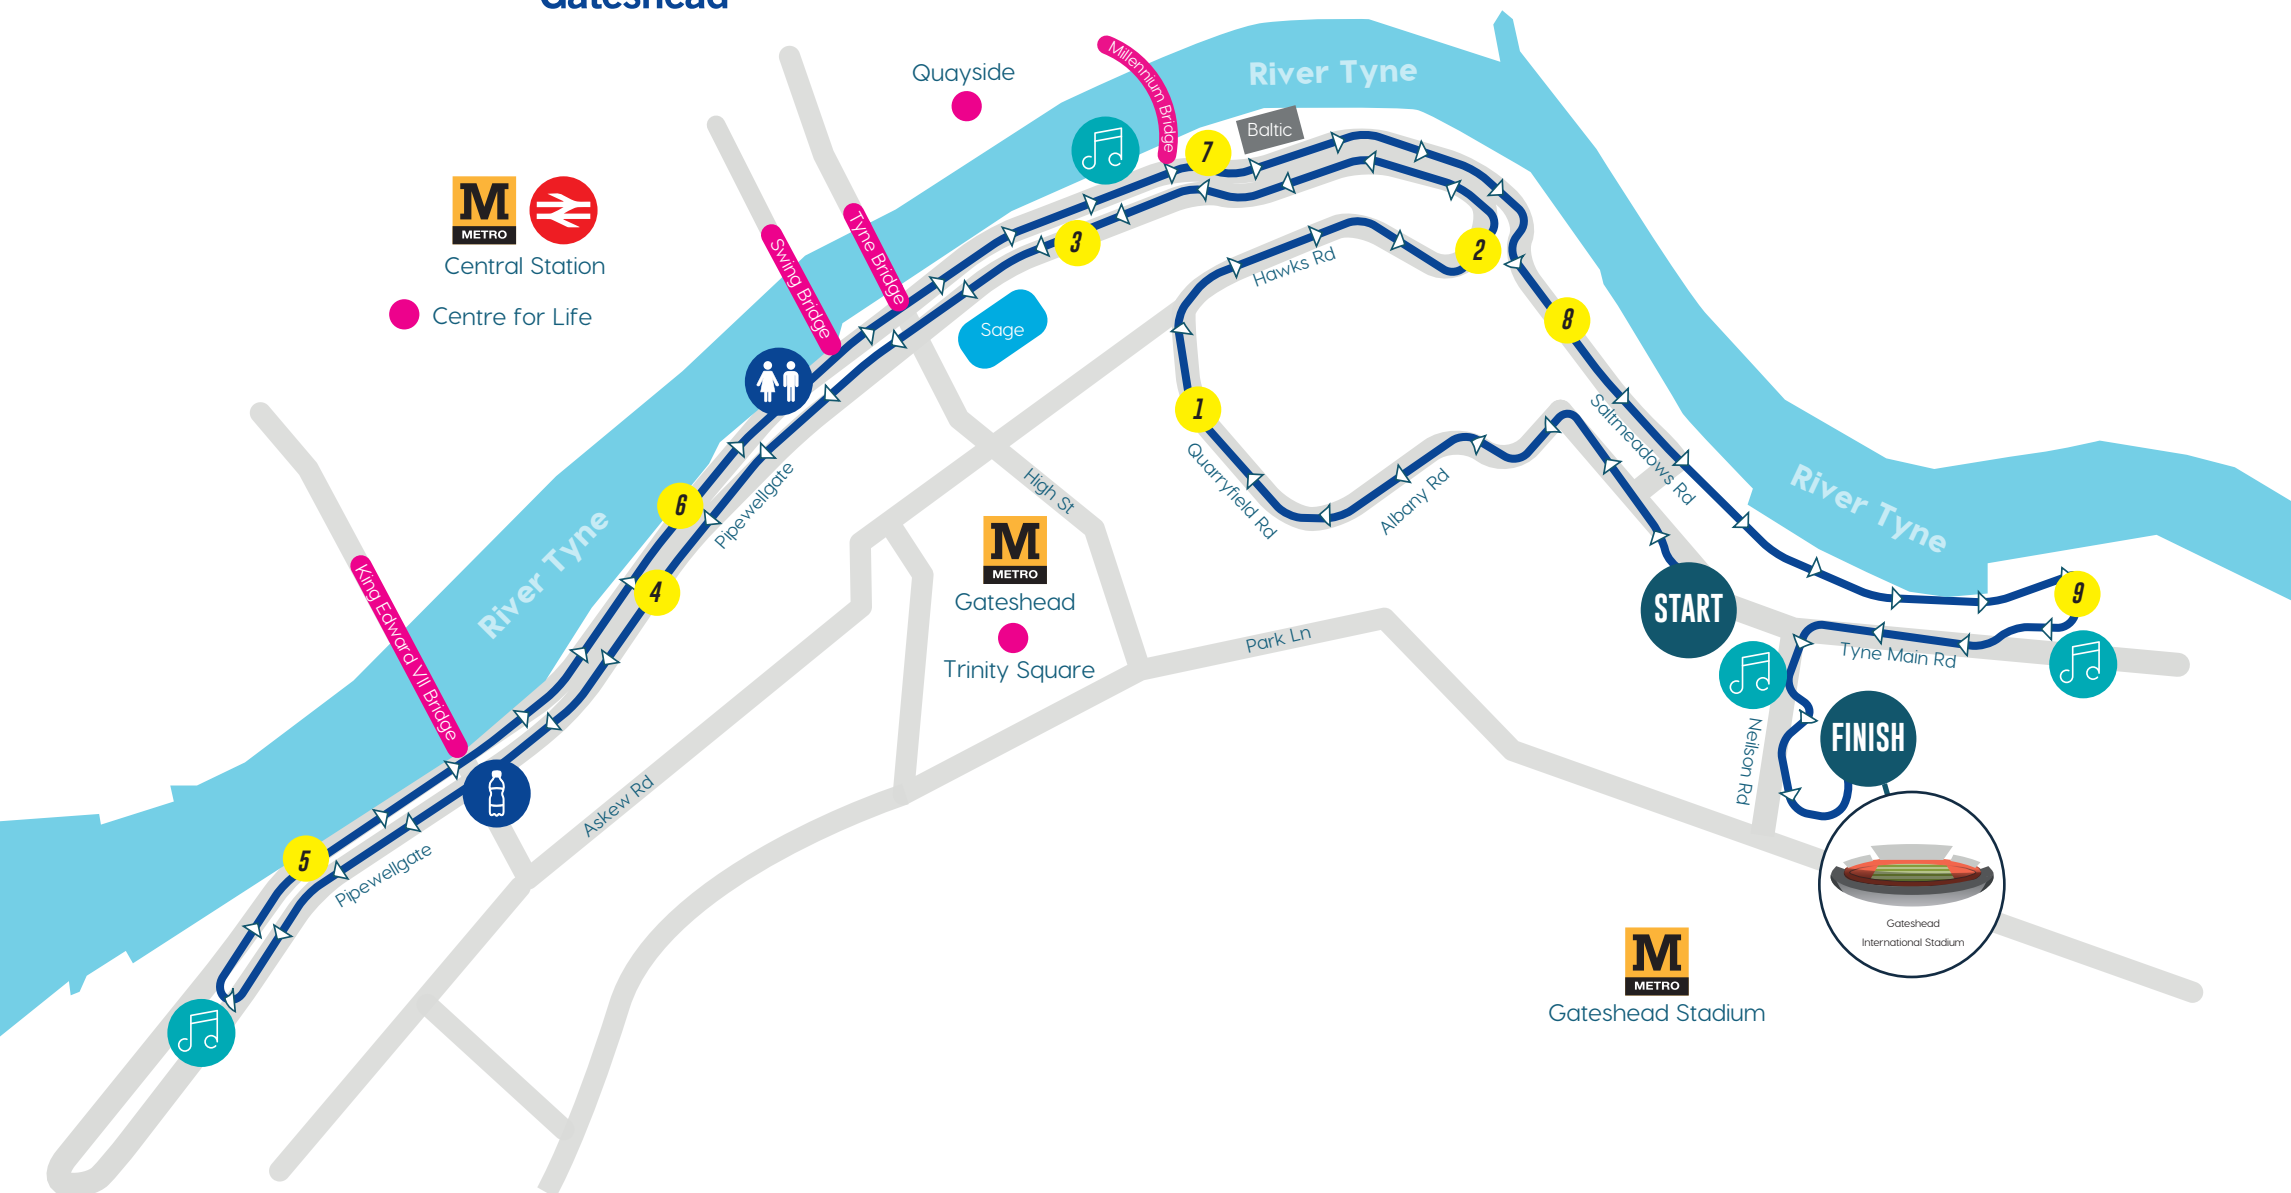 Gateshead
River Tyne
Millennium Bridge
Quayside
Baltic
7
M
METRO
Central Station
Centre for Life
Swing Bridge
Tyne Bridge
3
Sage
Hawks Rd
2
8
1
Saltmeadows Rd
Quarryfield Rd
Albany Rd
River Tyne
6
Pipewellgate
High St
M
METRO
Gateshead
Trinity Square
4
River Tyne
King Edward VII Bridge
Park Ln
START
9
Tyne Main Rd
Neilson Rd
FINISH
Askew Rd
5
Pipewellgate
Gateshead
International Stadium
M
METRO
Gateshead Stadium